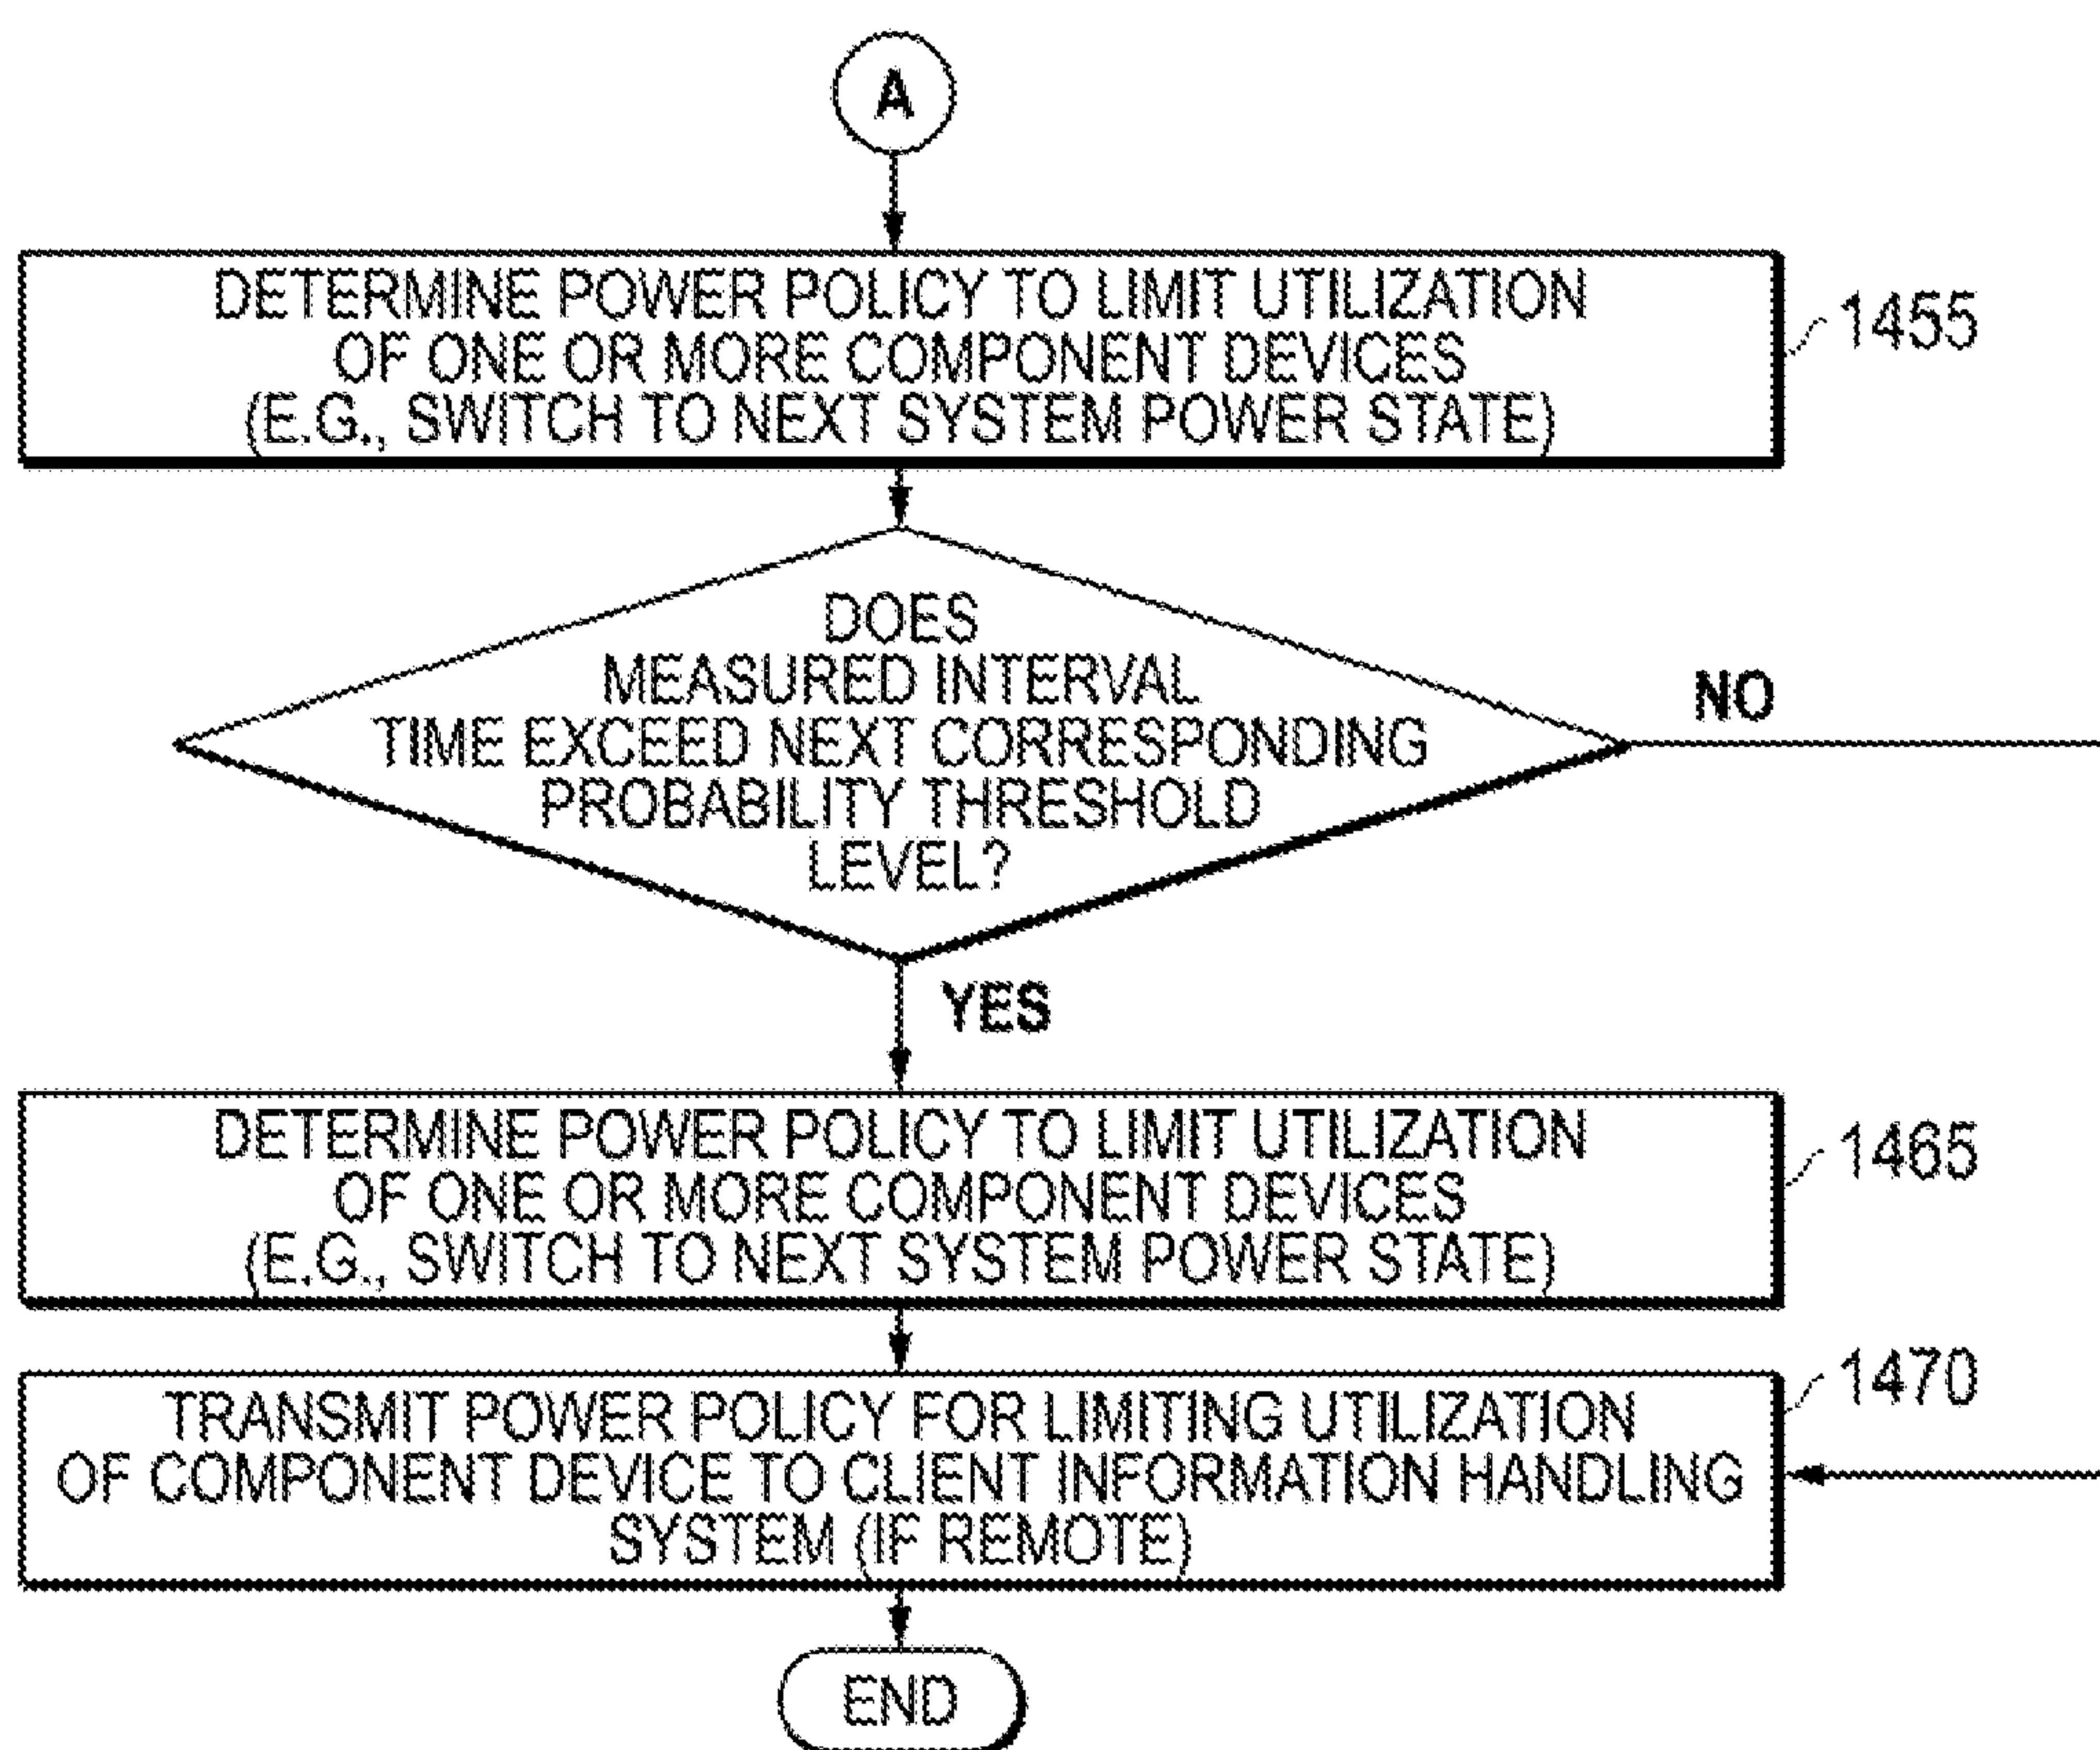 A
DETERMINE POWER POLICY TO LIMIT UTILIZATION
OF ONE OR MORE COMPONENT DEVICES
(E.G., SWITCH TO NEXT SYSTEM POWER STATE)
1455
DOES
MEASURED INTERVAL
TIME EXCEED NEXT CORRESPONDING
PROBABILITY THRESHOLD
LEVEL?
NO
YES
DETERMINE POWER POLICY TO LIMIT UTILIZATION
OF ONE OR MORE COMPONENT DEVICES
(E.G., SWITCH TO NEXT SYSTEM POWER STATE)
1465
TRANSMIT POWER POLICY FOR LIMITING UTILIZATION
OF COMPONENT DEVICE TO CLIENT INFORMATION HANDLING
SYSTEM (IF REMOTE)
1470
END